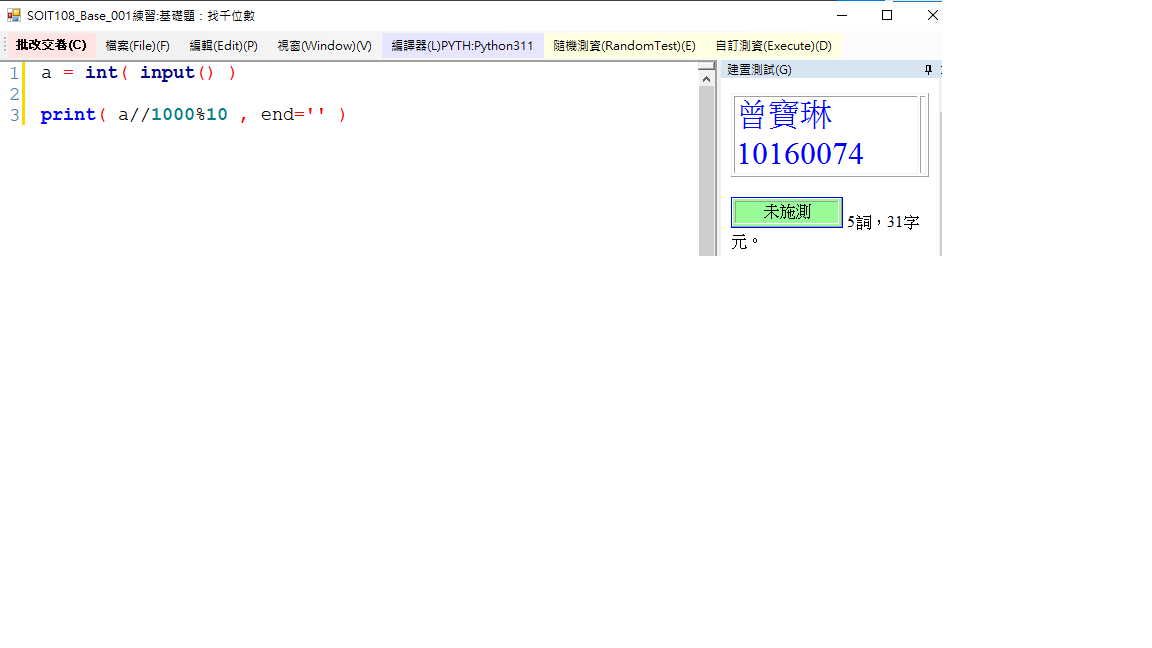 SOIT108_Base_001練習:基礎題：找千位數
批改交卷(C) 檔案(File)(F) 編輯(Edit)(P) 視窗(Window)(V) 編譯器(L)PYTH:Python311 隨機測資(RandomTest)(E) 自訂測資(Execute)(D)
1 a = int( input() )
2
3 print( a//1000%10 , end='' )
建置測試(G)
曾寶琳
10160074
未施測 5詞，31字
元。